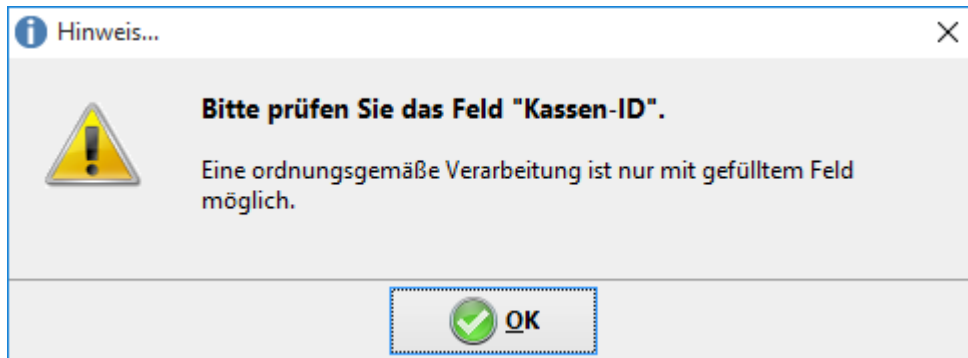 Hinweis...
Bitte prüfen Sie das Feld "Kassen-ID".
Eine ordnungsgemäße Verarbeitung ist nur mit gefülltem Feld
möglich.
OK